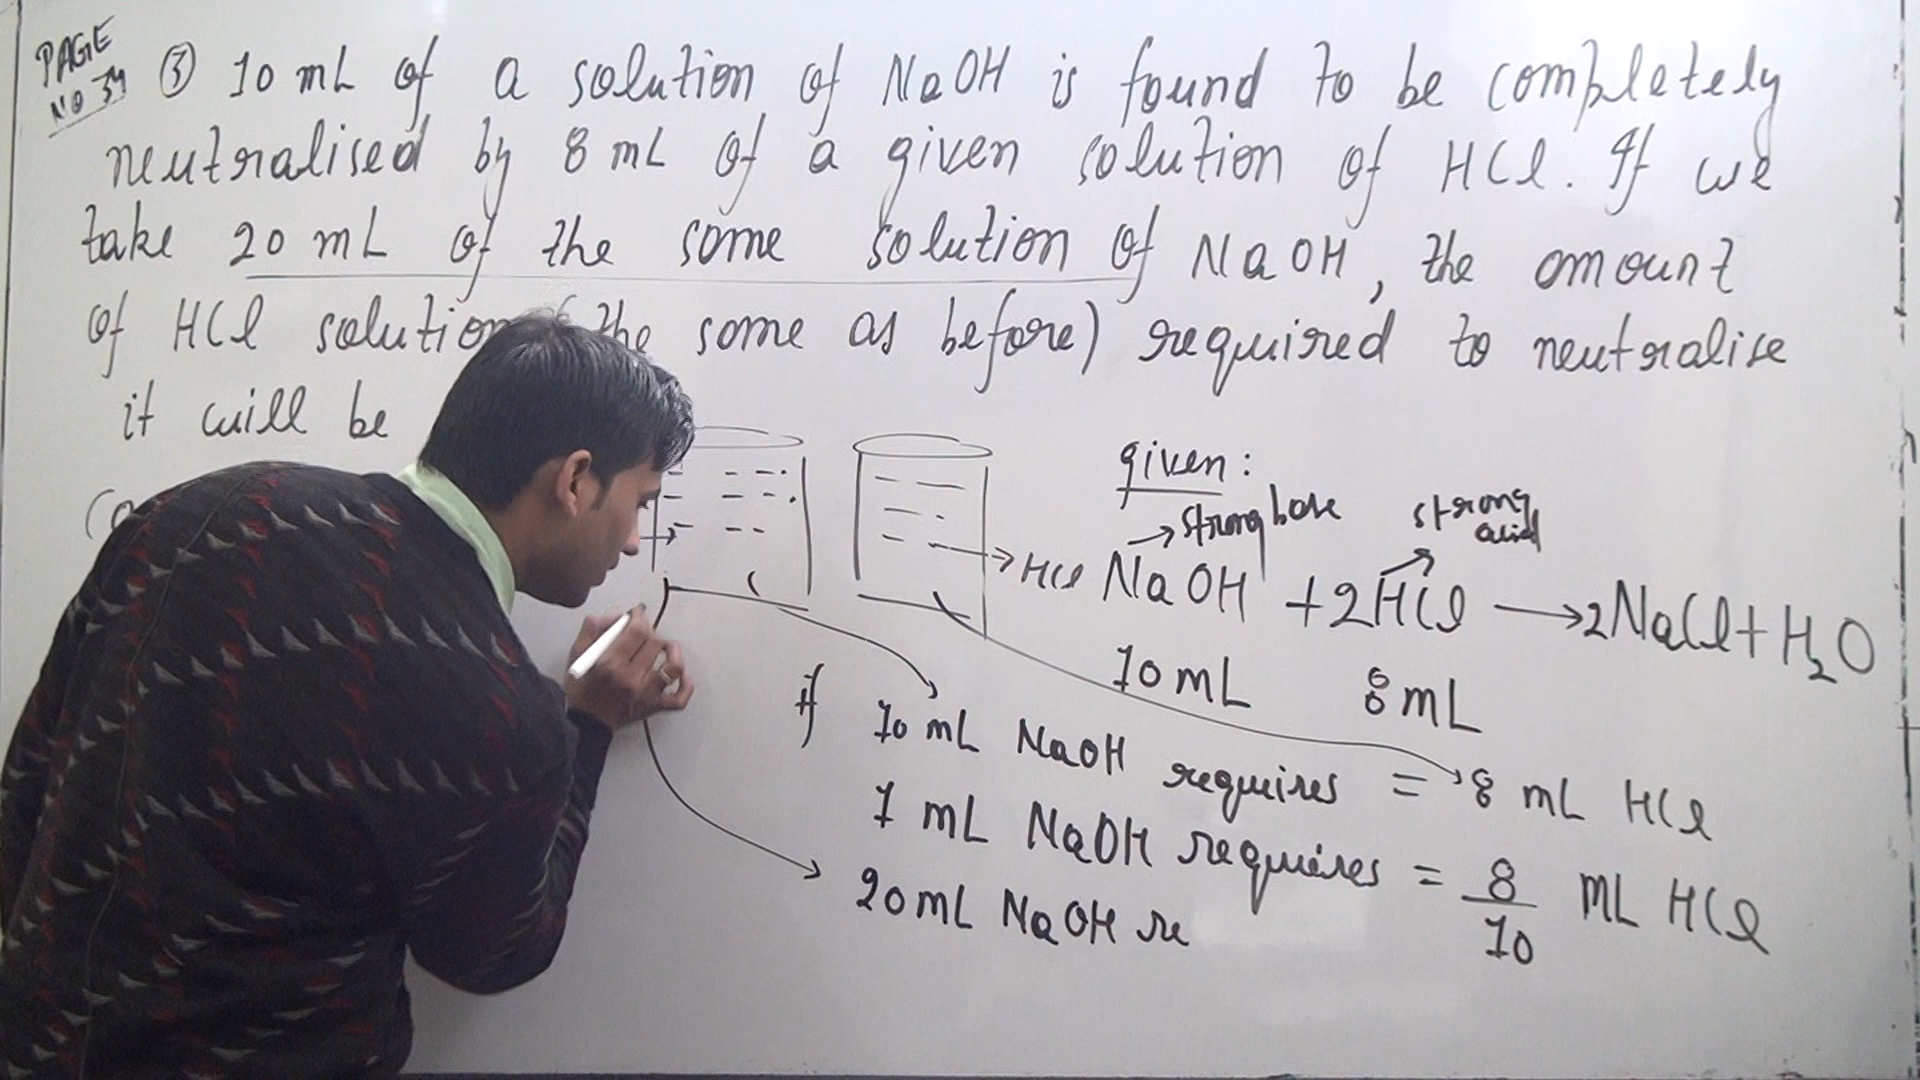 PAGE
NO 34
③ 10 mL of a solution of NaOH is found to be completely
neutralised by 8 mL of a given solution of HCl. If we
take 20 mL of the same solution of NaOH, the amount
of HCl solution (the same as before) required to neutralise
it will be
given:
→ strong base strong acid
→ HCl NaOH + 2HCl → 2NaCl + H₂O
10 mL 8 mL
if 10 mL NaOH requires = 8 mL HCl
1 mL NaOH requires = 8/10 mL HCl
20 mL NaOH re